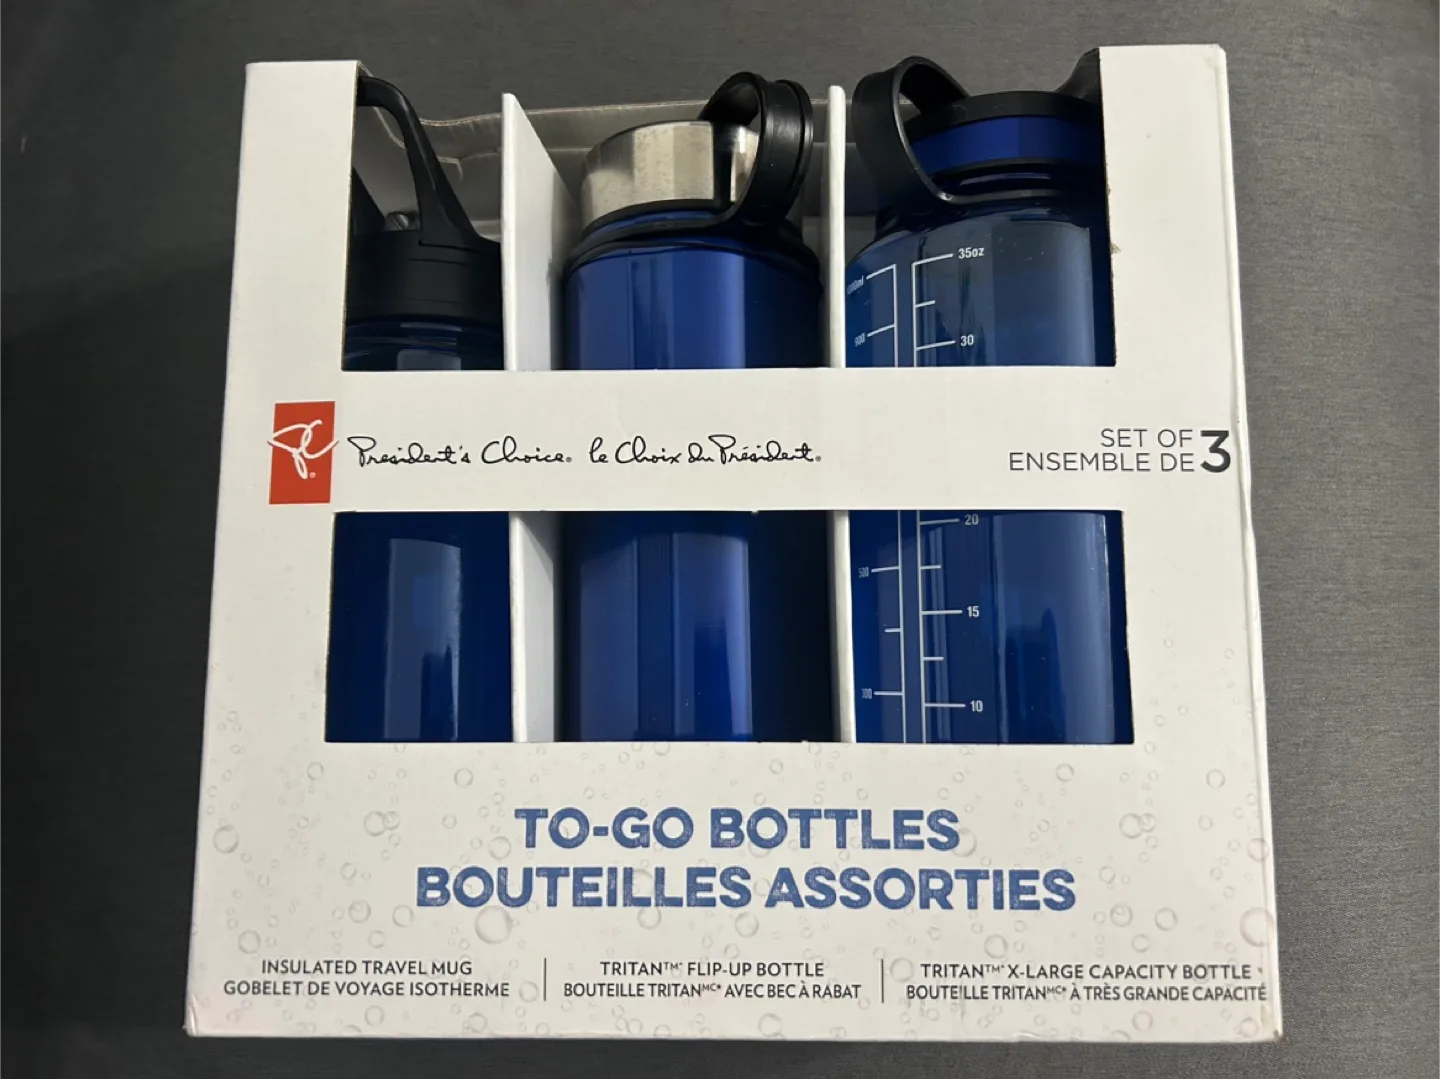 35oz
900
30
President's Choice® le Choix du Président®
SET OF 3
ENSEMBLE DE
20
500
15
10
TO-GO BOTTLES
BOUTEILLES ASSORTIES
INSULATED TRAVEL MUG
GOBELET DE VOYAGE ISOTHERME
TRITAN™* FLIP-UP BOTTLE
BOUTEILLE TRITANᴹᶜ* AVEC BEC À RABAT
TRITAN™* X-LARGE CAPACITY BOTTLE
BOUTEILLE TRITANᴹᶜ* À TRÈS GRANDE CAPACITÉ